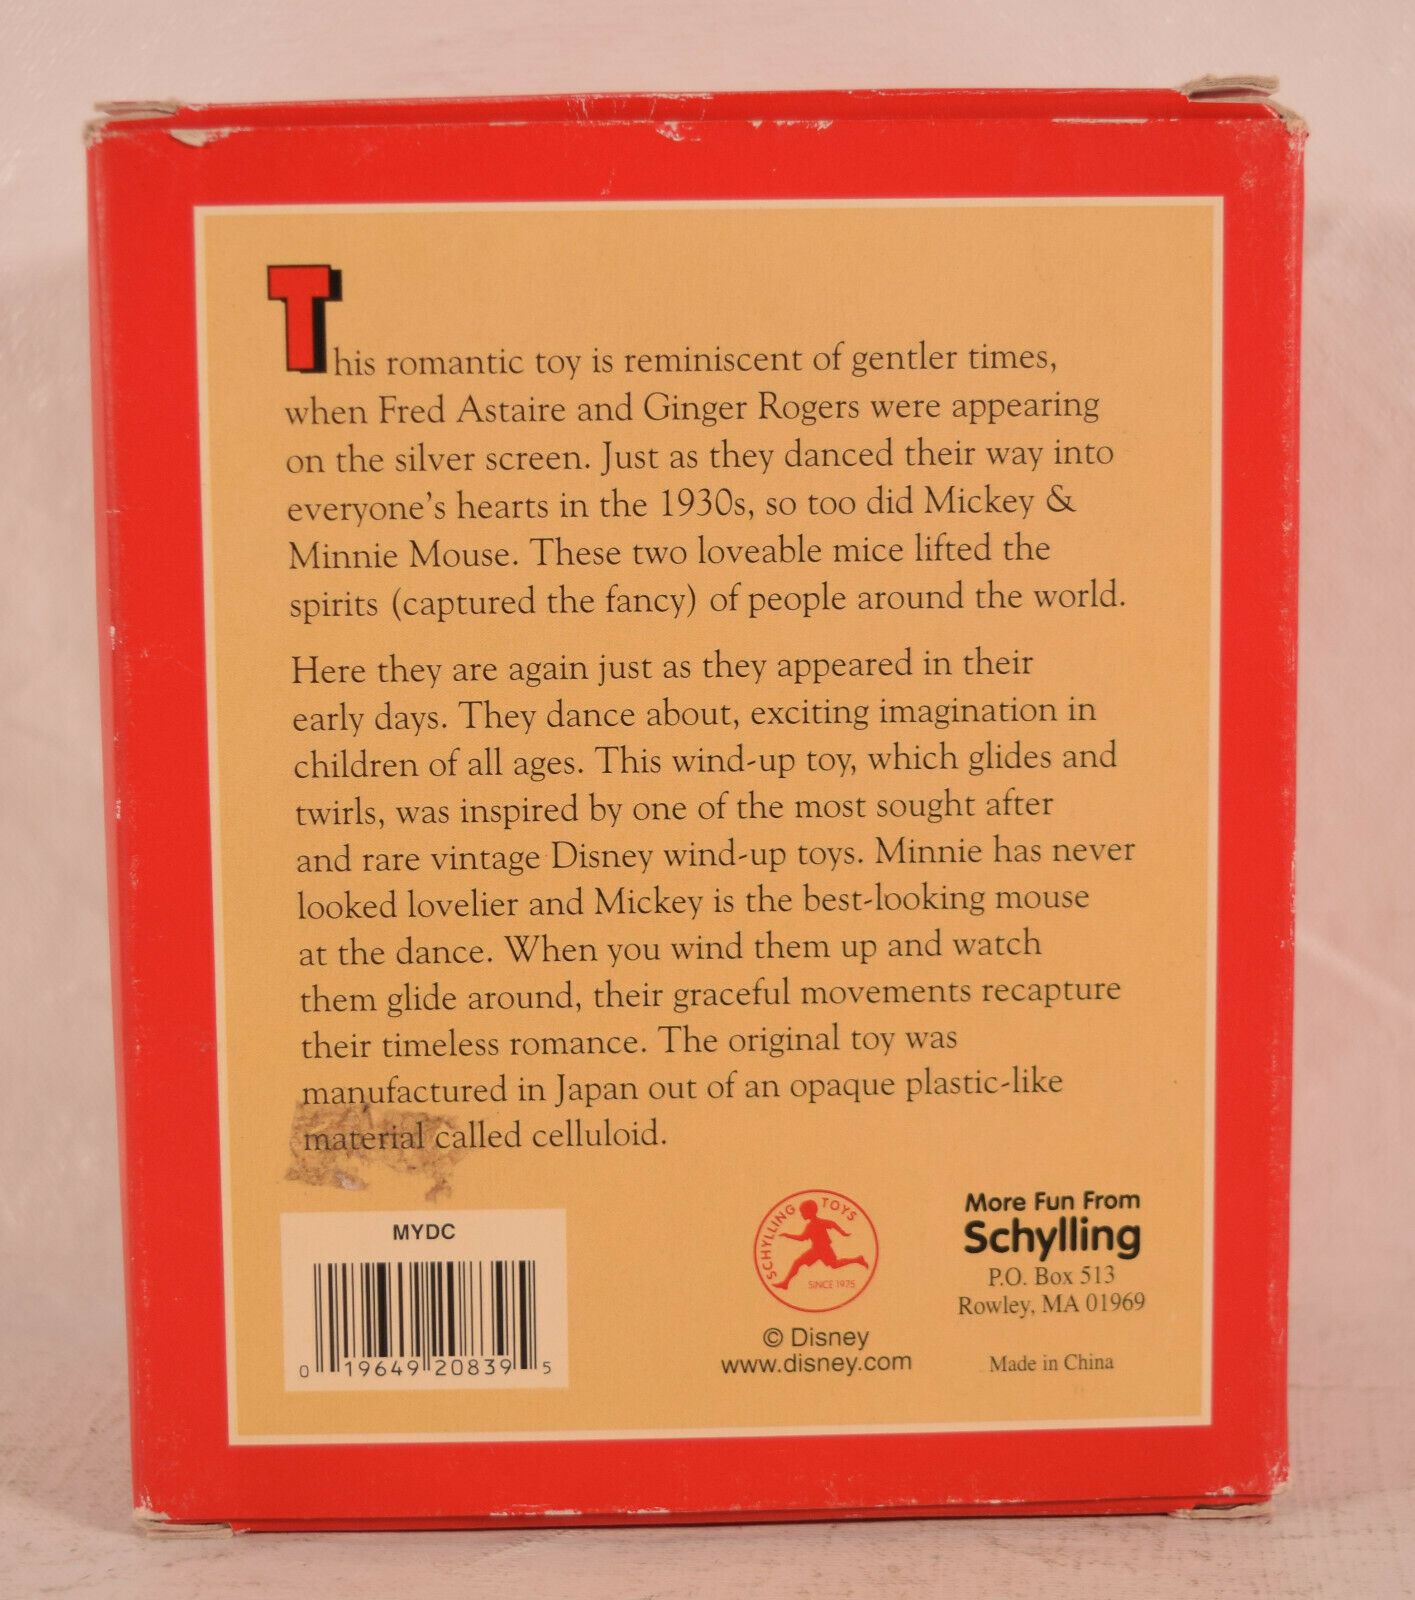 This romantic toy is reminiscent of gentler times,
when Fred Astaire and Ginger Rogers were appearing
on the silver screen. Just as they danced their way into
everyone's hearts in the 1930s, so too did Mickey &
Minnie Mouse. These two loveable mice lifted the
spirits (captured the fancy) of people around the world.
Here they are again just as they appeared in their
early days. They dance about, exciting imagination in
children of all ages. This wind-up toy, which glides and
twirls, was inspired by one of the most sought after
and rare vintage Disney wind-up toys. Minnie has never
looked lovelier and Mickey is the best-looking mouse
at the dance. When you wind them up and watch
them glide around, their graceful movements recapture
their timeless romance. The original toy was
manufactured in Japan out of an opaque plastic-like
material called celluloid.
MYDC
0 19649 20839 5
SCHYLLING TOYS
SINCE 1975
© Disney
www.disney.com
More Fun From
Schylling
P.O. Box 513
Rowley, MA 01969
Made in China